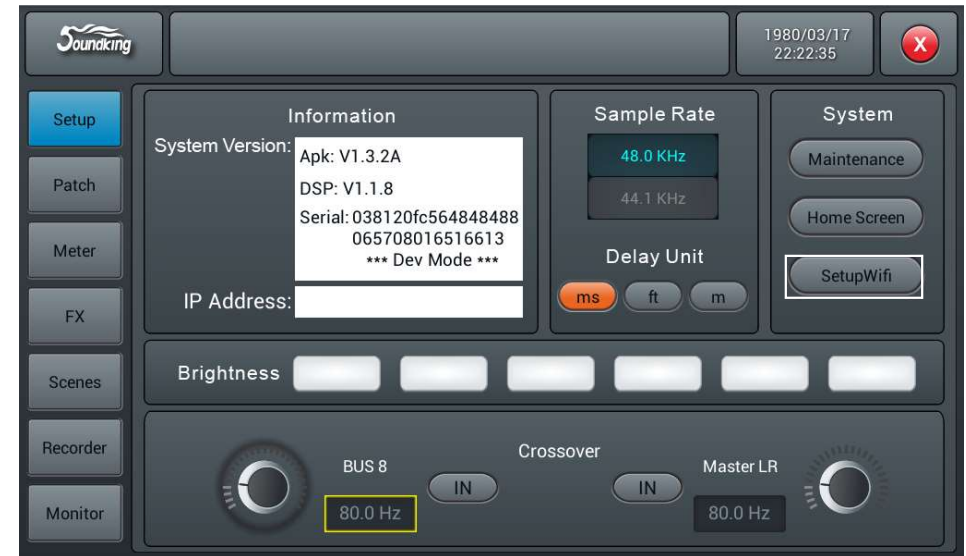 Soundking
1980/03/17
22:22:35
X
Setup
Patch
Meter
FX
Scenes
Recorder
Monitor
Information
System Version:
Apk: V1.3.2A
DSP: V1.1.8
Serial: 038120fc564848488
065708016516613
*** Dev Mode ***
IP Address:
Sample Rate
48.0 KHz
44.1 KHz
Delay Unit
ms ft m
System
Maintenance
Home Screen
SetupWifi
Brightness
Crossover
BUS 8
IN
80.0 Hz
IN
Master LR
80.0 Hz